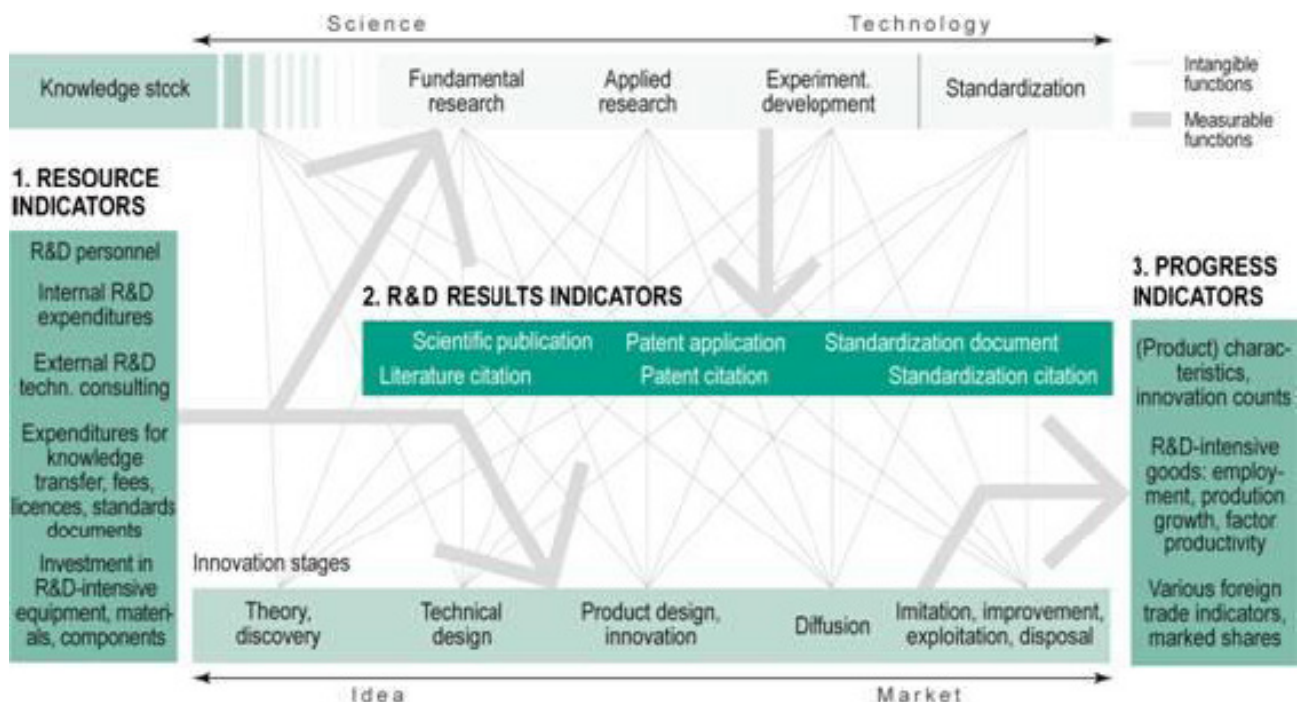 Science
Technology
Knowledge stcck
Fundamental
research
Applied
research
Experiment.
development
Standardization
Intangible
functions
Measurable
functions
1. RESOURCE
INDICATORS
R&D personnel
Internal R&D
expenditures
External R&D
techn. consulting
Expenditures for
knowledge
transfer, fees,
licences, standards
documents
Investment in
R&D-intensive
equipment, materi-
als, components
2. R&D RESULTS INDICATORS
Scientific publication
Patent application
Standardization document
Literature citation
Patent citation
Standardization citation
3. PROGRESS
INDICATORS
(Product) charac-
teristics,
innovation counts
R&D-intensive
goods: employ-
ment, prodution
growth, factor
productivity
Various foreign
trade indicators,
marked shares
Innovation stages
Theory,
discovery
Technical
design
Product design,
innovation
Diffusion
Imitation, improvement,
exploitation, disposal
Idea
Market